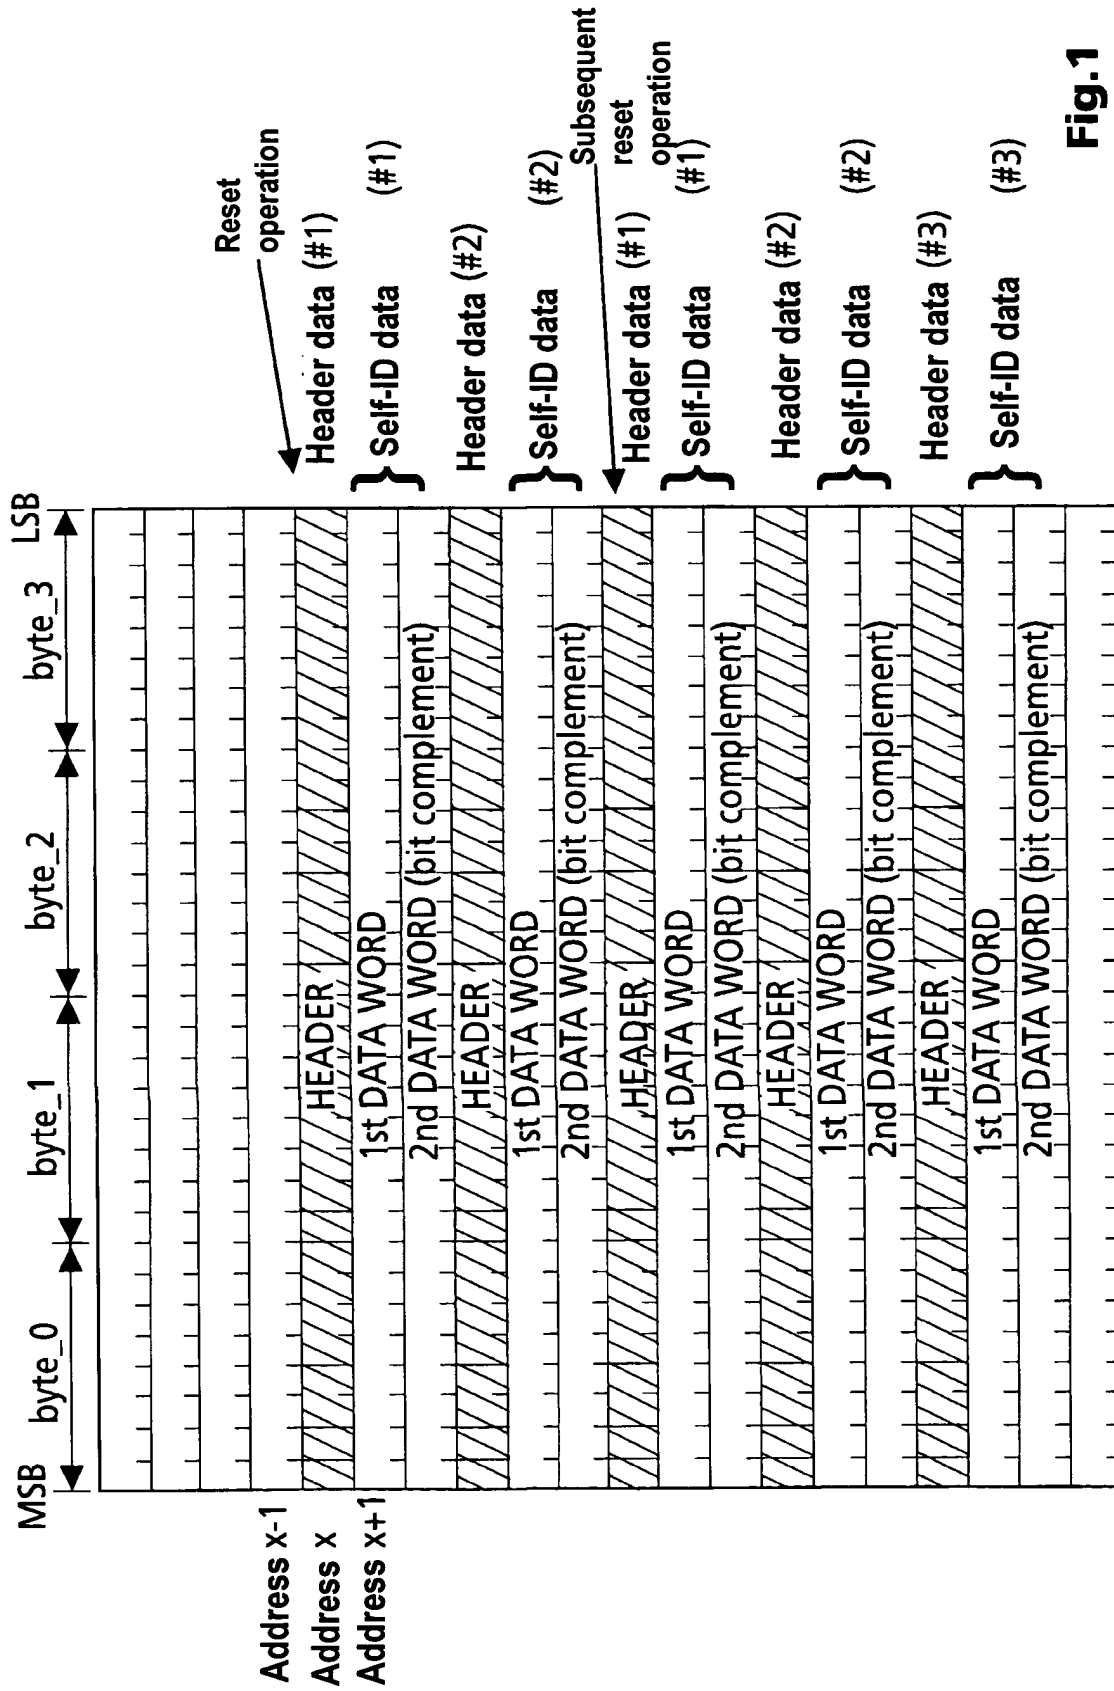 MSB byte_0 byte_1 byte_2 byte_3 LSB
Reset
operation
Address x-1
Address x HEADER Header data (#1)
Address x+1 1st DATA WORD
Self-ID data (#1)
2nd DATA WORD (bit complement)
HEADER Header data (#2)
1st DATA WORD
Self-ID data (#2)
2nd DATA WORD (bit complement)
Subsequent
reset
operation
HEADER Header data (#1)
1st DATA WORD
Self-ID data (#1)
2nd DATA WORD (bit complement)
HEADER Header data (#2)
1st DATA WORD
Self-ID data (#2)
2nd DATA WORD (bit complement)
HEADER Header data (#3)
1st DATA WORD
Self-ID data (#3)
2nd DATA WORD (bit complement)
Fig.1